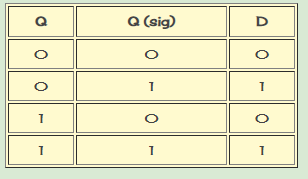 Q Q (sig) D
0 0 0
0 1 1
1 0 0
1 1 1